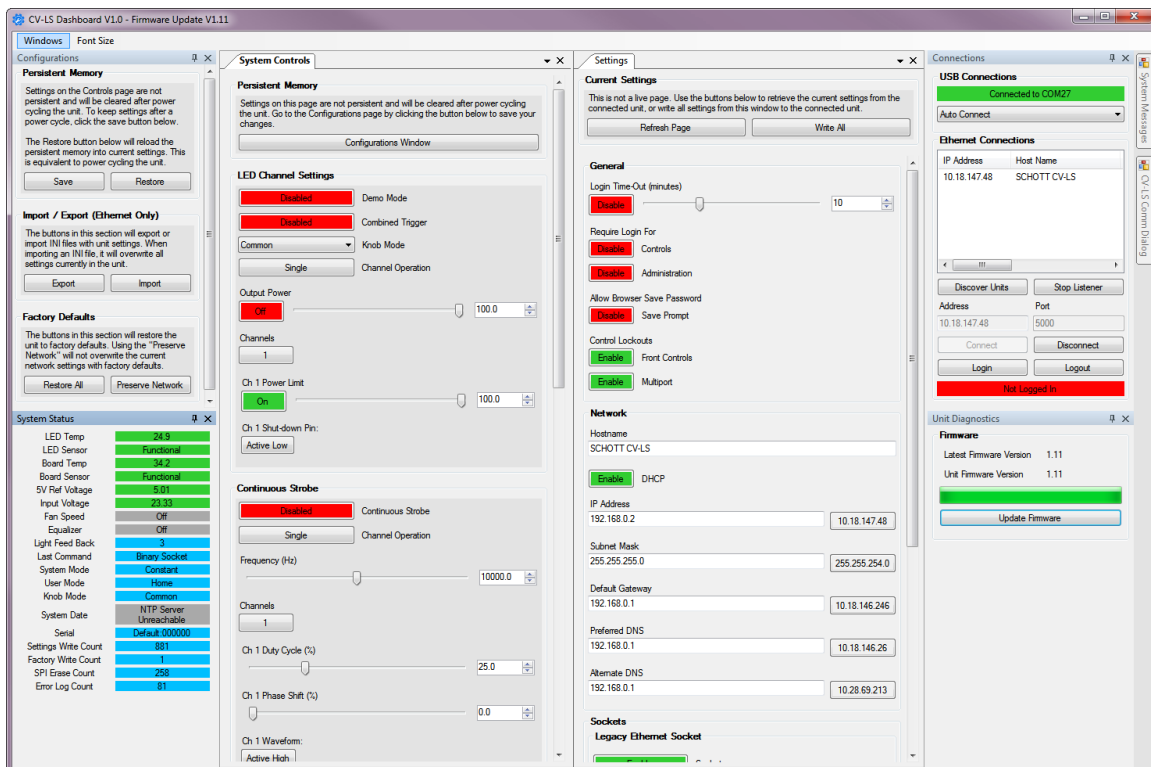 CV-LS Dashboard V1.0 - Firmware Update V1.11
Windows Font Size
Configurations
Persistent Memory
Settings on the Controls page are not
persistent and will be cleared after power
cycling the unit. To keep settings after a
power cycle, click the save button below.
The Restore button below will reload the
persistent memory into current settings. This
is equivalent to power cycling the unit.
Save Restore
Import / Export (Ethernet Only)
The buttons in this section will export or
import INI files with unit settings. When
importing an INI file, it will overwrite all
settings currently in the unit.
Export Import
Factory Defaults
The buttons in this section will restore the
unit to factory defaults. Using the "Preserve
Network" will not overwrite the current
network settings with factory defaults.
Restore All Preserve Network
System Status
LED Temp 24.9
LED Sensor Functional
Board Temp 34.2
Board Sensor Functional
5V Ref Voltage 5.01
Input Voltage 23.33
Fan Speed Off
Equalizer Off
Light Feed Back 3
Last Command Binary Socket
System Mode Constant
User Mode Home
Knob Mode Common
System Date NTP Server
Unreachable
Serial Default:000000
Settings Write Count 881
Factory Write Count 1
SPI Erase Count 258
Error Log Count 81
System Controls
Persistent Memory
Settings on this page are not persistent and will be cleared after power cycling
the unit. Go to the Configurations page by clicking the button below to save your
changes.
Configurations Window
LED Channel Settings
Disabled Demo Mode
Disabled Combined Trigger
Common Knob Mode
Single Channel Operation
Output Power
Off 100.0
Channels
1
Ch 1 Power Limit
On 100.0
Ch 1 Shut-down Pin:
Active Low
Continuous Strobe
Disabled Continuous Strobe
Single Channel Operation
Frequency (Hz)
10000.0
Channels
1
Ch 1 Duty Cycle (%)
25.0
Ch 1 Phase Shift (%)
0.0
Ch 1 Waveform:
Active High
Settings
Current Settings
This is not a live page. Use the buttons below to retrieve the current settings from the
connected unit, or write all settings from this window to the connected unit.
Refresh Page Write All
General
Login Time-Out (minutes)
Disable 10
Require Login For
Disable Controls
Disable Administration
Allow Browser Save Password
Disable Save Prompt
Control Lockouts
Enable Front Controls
Enable Multiport
Network
Hostname
SCHOTT CV-LS
Enable DHCP
IP Address
192.168.0.2 10.18.147.48
Subnet Mask
255.255.255.0 255.255.254.0
Default Gateway
192.168.0.1 10.18.146.246
Preferred DNS
192.168.0.1 10.18.146.26
Alternate DNS
192.168.0.1 10.28.69.213
Sockets
Legacy Ethernet Socket
Connections
USB Connections
Connected to COM27
Auto Connect
Ethernet Connections
IP Address Host Name
10.18.147.48 SCHOTT CV-LS
Discover Units Stop Listener
Address Port
10.18.147.48 5000
Connect Disconnect
Login Logout
Not Logged In
Unit Diagnostics
Firmware
Latest Firmware Version 1.11
Unit Firmware Version 1.11
Update Firmware
System Messages
CV-LS Comm Dialog